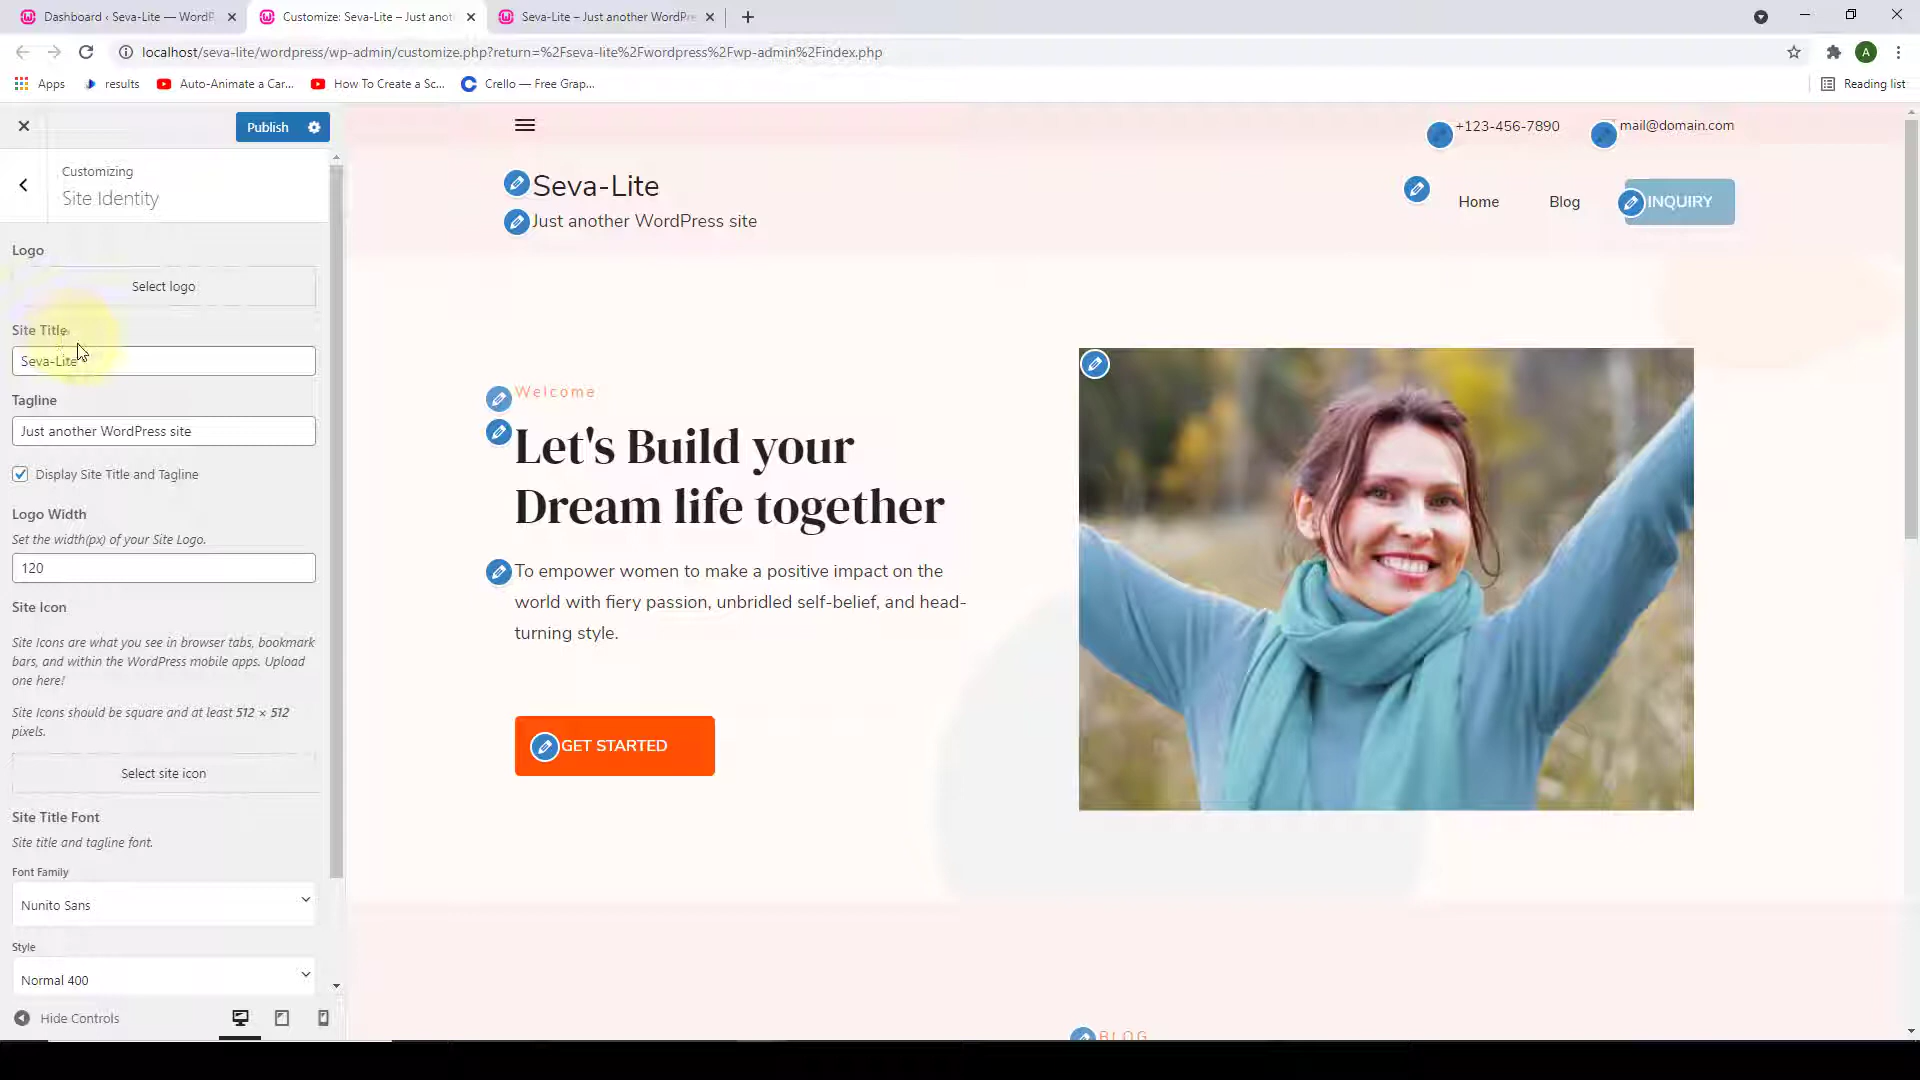 Dashboard ‹ Seva-Lite — WordP
Customize: Seva-Lite – Just anot
Seva-Lite – Just another WordPre
localhost/seva-lite/wordpress/wp-admin/customize.php?return=%2Fseva-lite%2Fwordpress%2Fwp-admin%2Findex.php
A
Apps
results
Auto-Animate a Car...
How To Create a Sc...
Crello — Free Grap...
Reading list
Publish
Customizing
Site Identity
Logo
Select logo
Site Title
Seva-Lite
Tagline
Just another WordPress site
Display Site Title and Tagline
Logo Width
Set the width(px) of your Site Logo.
120
Site Icon
Site Icons are what you see in browser tabs, bookmark
bars, and within the WordPress mobile apps. Upload
one here!
Site Icons should be square and at least 512 × 512
pixels.
Select site icon
Site Title Font
Site title and tagline font.
Font Family
Nunito Sans
Style
Normal 400
Hide Controls
+123-456-7890
mail@domain.com
Seva-Lite
Just another WordPress site
Home
Blog
INQUIRY
Welcome
Let's Build your
Dream life together
To empower women to make a positive impact on the
world with fiery passion, unbridled self-belief, and head-
turning style.
GET STARTED
BLOG